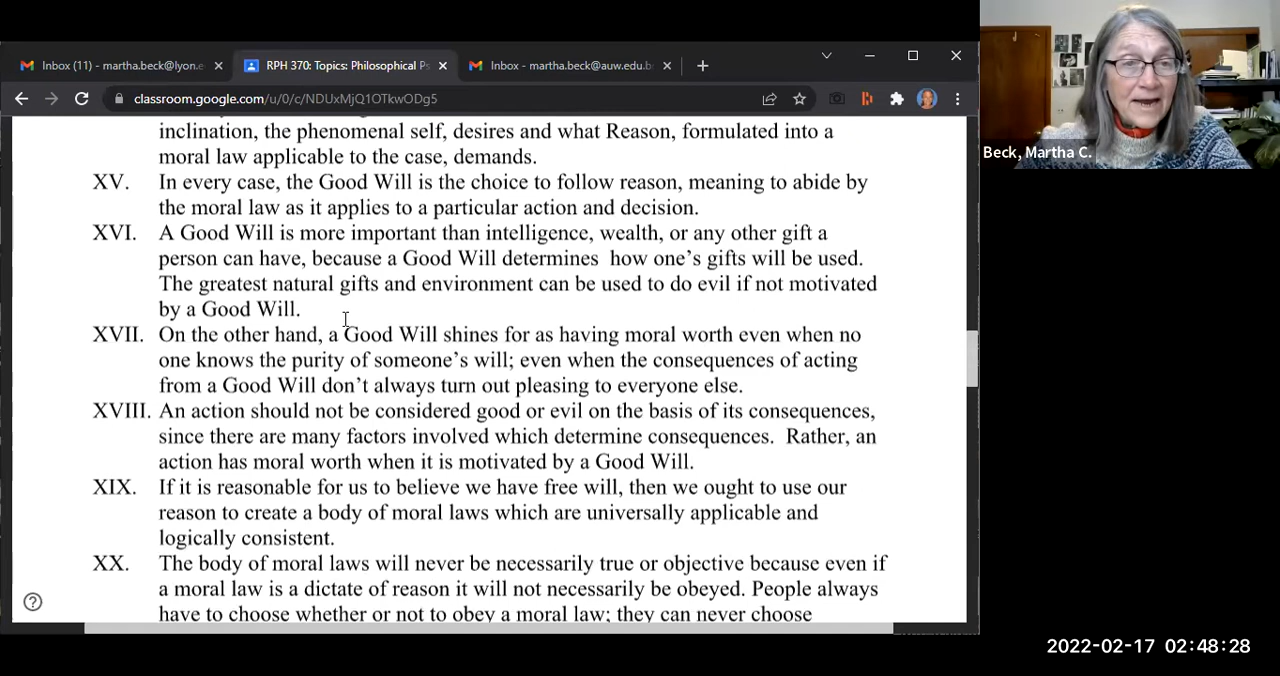 Inbox (11) - martha.beck@lyon.e
RPH 370: Topics: Philosophical Ps
Inbox - martha.beck@auw.edu.b
classroom.google.com/u/0/c/NDUxMjQ1OTkwODg5
Beck, Martha C.
inclination, the phenomenal self, desires and what Reason, formulated into a
moral law applicable to the case, demands.
XV. In every case, the Good Will is the choice to follow reason, meaning to abide by
the moral law as it applies to a particular action and decision.
XVI. A Good Will is more important than intelligence, wealth, or any other gift a
person can have, because a Good Will determines how one's gifts will be used.
The greatest natural gifts and environment can be used to do evil if not motivated
by a Good Will.
XVII. On the other hand, a Good Will shines for as having moral worth even when no
one knows the purity of someone's will; even when the consequences of acting
from a Good Will don't always turn out pleasing to everyone else.
XVIII. An action should not be considered good or evil on the basis of its consequences,
since there are many factors involved which determine consequences. Rather, an
action has moral worth when it is motivated by a Good Will.
XIX. If it is reasonable for us to believe we have free will, then we ought to use our
reason to create a body of moral laws which are universally applicable and
logically consistent.
XX. The body of moral laws will never be necessarily true or objective because even if
a moral law is a dictate of reason it will not necessarily be obeyed. People always
have to choose whether or not to obey a moral law; they can never choose
2022-02-17 02:48:28